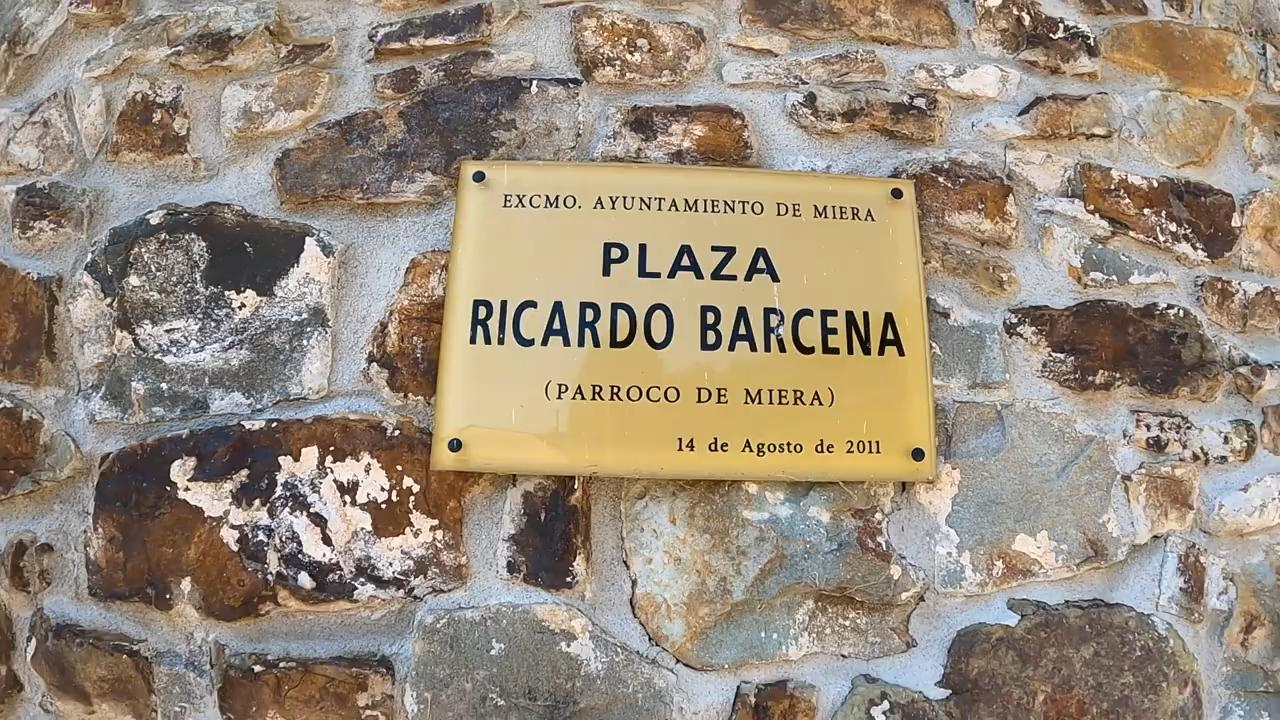 EXCMO. AYUNTAMIENTO DE MIERA
PLAZA
RICARDO BARCENA
(PARROCO DE MIERA)
14 de Agosto de 2011